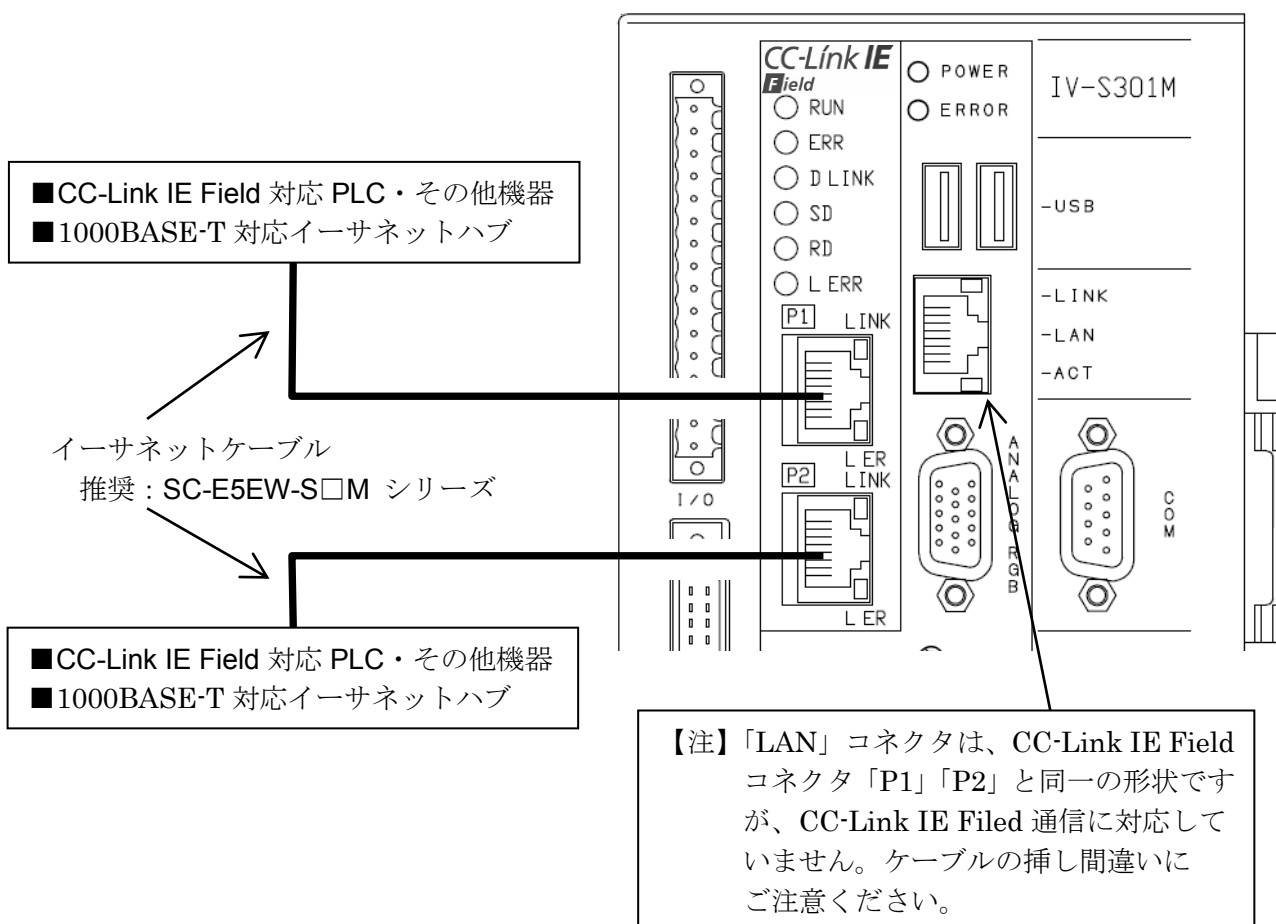 CC-Link IE
Field
RUN
ERR
D LINK
SD
RD
L ERR
POWER
ERROR
IV-S301M
-USB
-LINK
-LAN
-ACT
P1
LINK
L ER
P2
LINK
L ER
I/O
ANALOG RGB
COM
■CC-Link IE Field 対応 PLC・その他機器
■1000BASE-T 対応イーサネットハブ
イーサネットケーブル
推奨：SC-E5EW-S□M シリーズ
■CC-Link IE Field 対応 PLC・その他機器
■1000BASE-T 対応イーサネットハブ
【注】「LAN」コネクタは、CC-Link IE Field
コネクタ「P1」「P2」と同一の形状です
が、CC-Link IE Filed 通信に対応して
いません。ケーブルの挿し間違いに
ご注意ください。